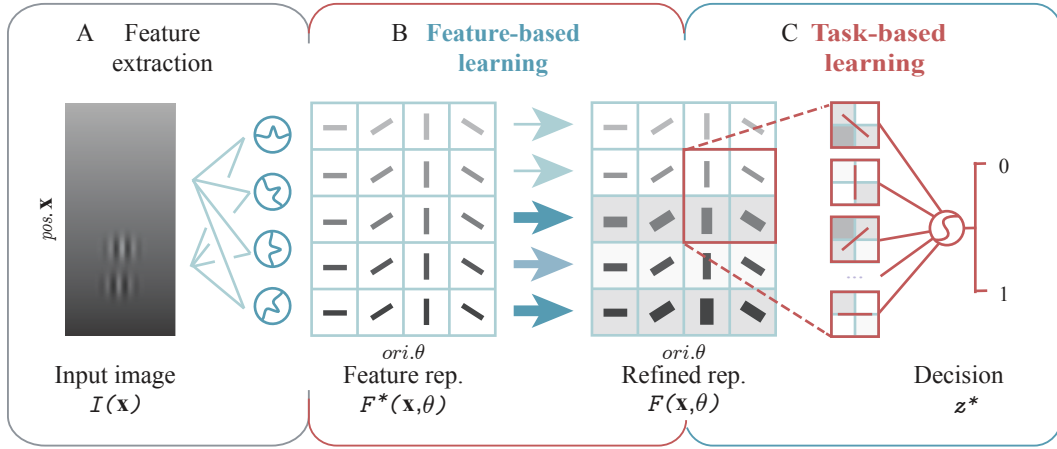 A Feature
extraction
B Feature-based
learning
C Task-based
learning
pos. x
0
...
1
ori.θ
ori.θ
Input image
I(x)
Feature rep.
F*(x,θ)
Refined rep.
F(x,θ)
Decision
z*